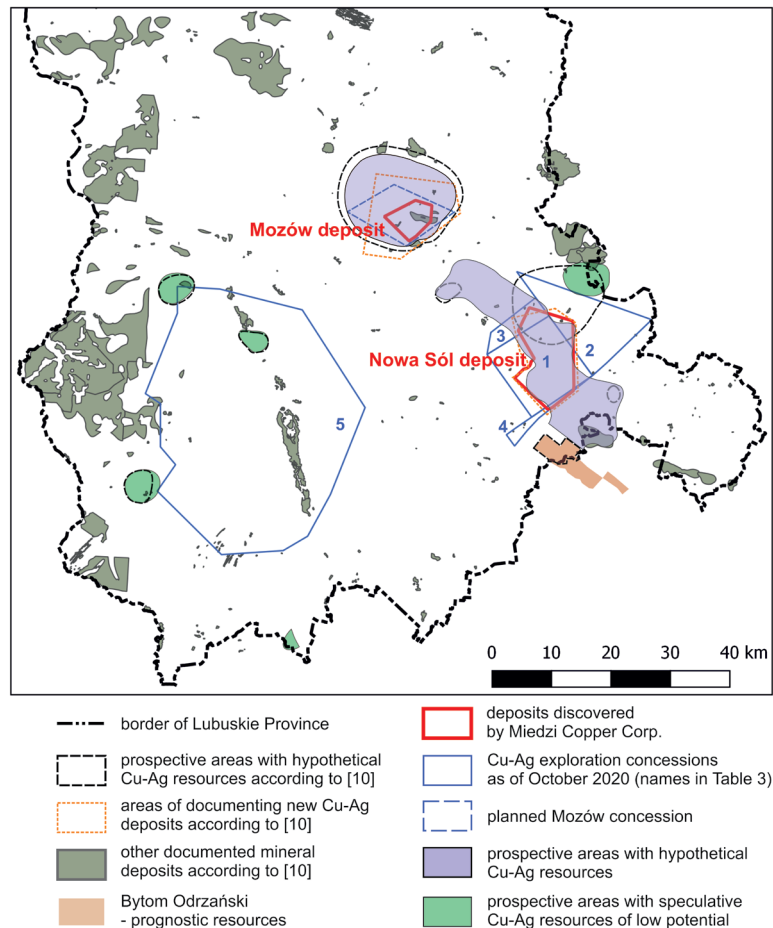 Mozów deposit
3
2
Nowa Sól deposit
1
5
4
0 10 20 30 40 km
border of Lubuskie Province
prospective areas with hypothetical
Cu-Ag resources according to [10]
areas of documenting new Cu-Ag
deposits according to [10]
other documented mineral
deposits according to [10]
Bytom Odrzański
- prognostic resources
deposits discovered
by Miedzi Copper Corp.
Cu-Ag exploration concessions
as of October 2020 (names in Table 3)
planned Mozów concession
prospective areas with hypothetical
Cu-Ag resources
prospective areas with speculative
Cu-Ag resources of low potential